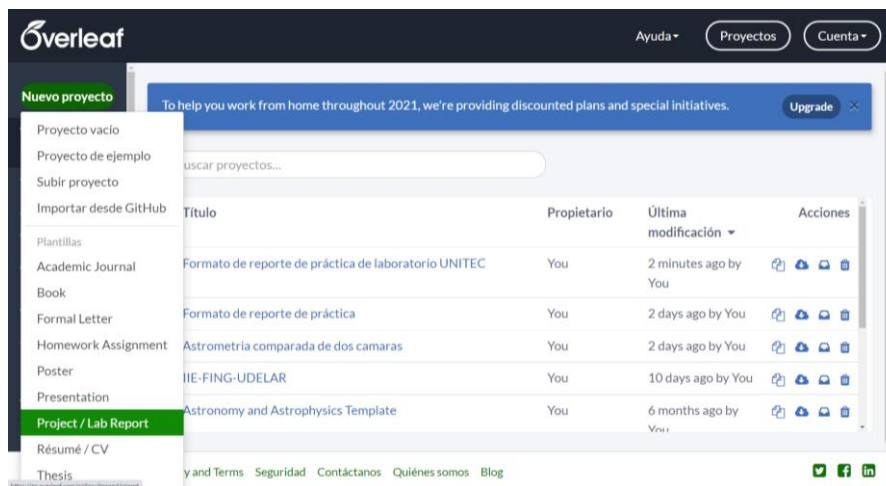 Overleaf
Ayuda
Proyectos
Cuenta
Nuevo proyecto
To help you work from home throughout 2021, we're providing discounted plans and special initiatives.
Upgrade
Proyecto vacío
Proyecto de ejemplo
Subir proyecto
Importar desde GitHub
Plantillas
Academic Journal
Book
Formal Letter
Homework Assignment
Poster
Presentation
Project / Lab Report
Résumé / CV
Thesis
uscar proyectos...
Título Propietario Última Acciones
modificación
Formato de reporte de práctica de laboratorio UNITEC You 2 minutes ago by
You
Formato de reporte de práctica You 2 days ago by You
Astrometria comparada de dos camaras You 2 days ago by You
IIE-FING-UDELAR You 10 days ago by You
Astronomy and Astrophysics Template You 6 months ago by
You
y and Terms Seguridad Contáctanos Quiénes somos Blog